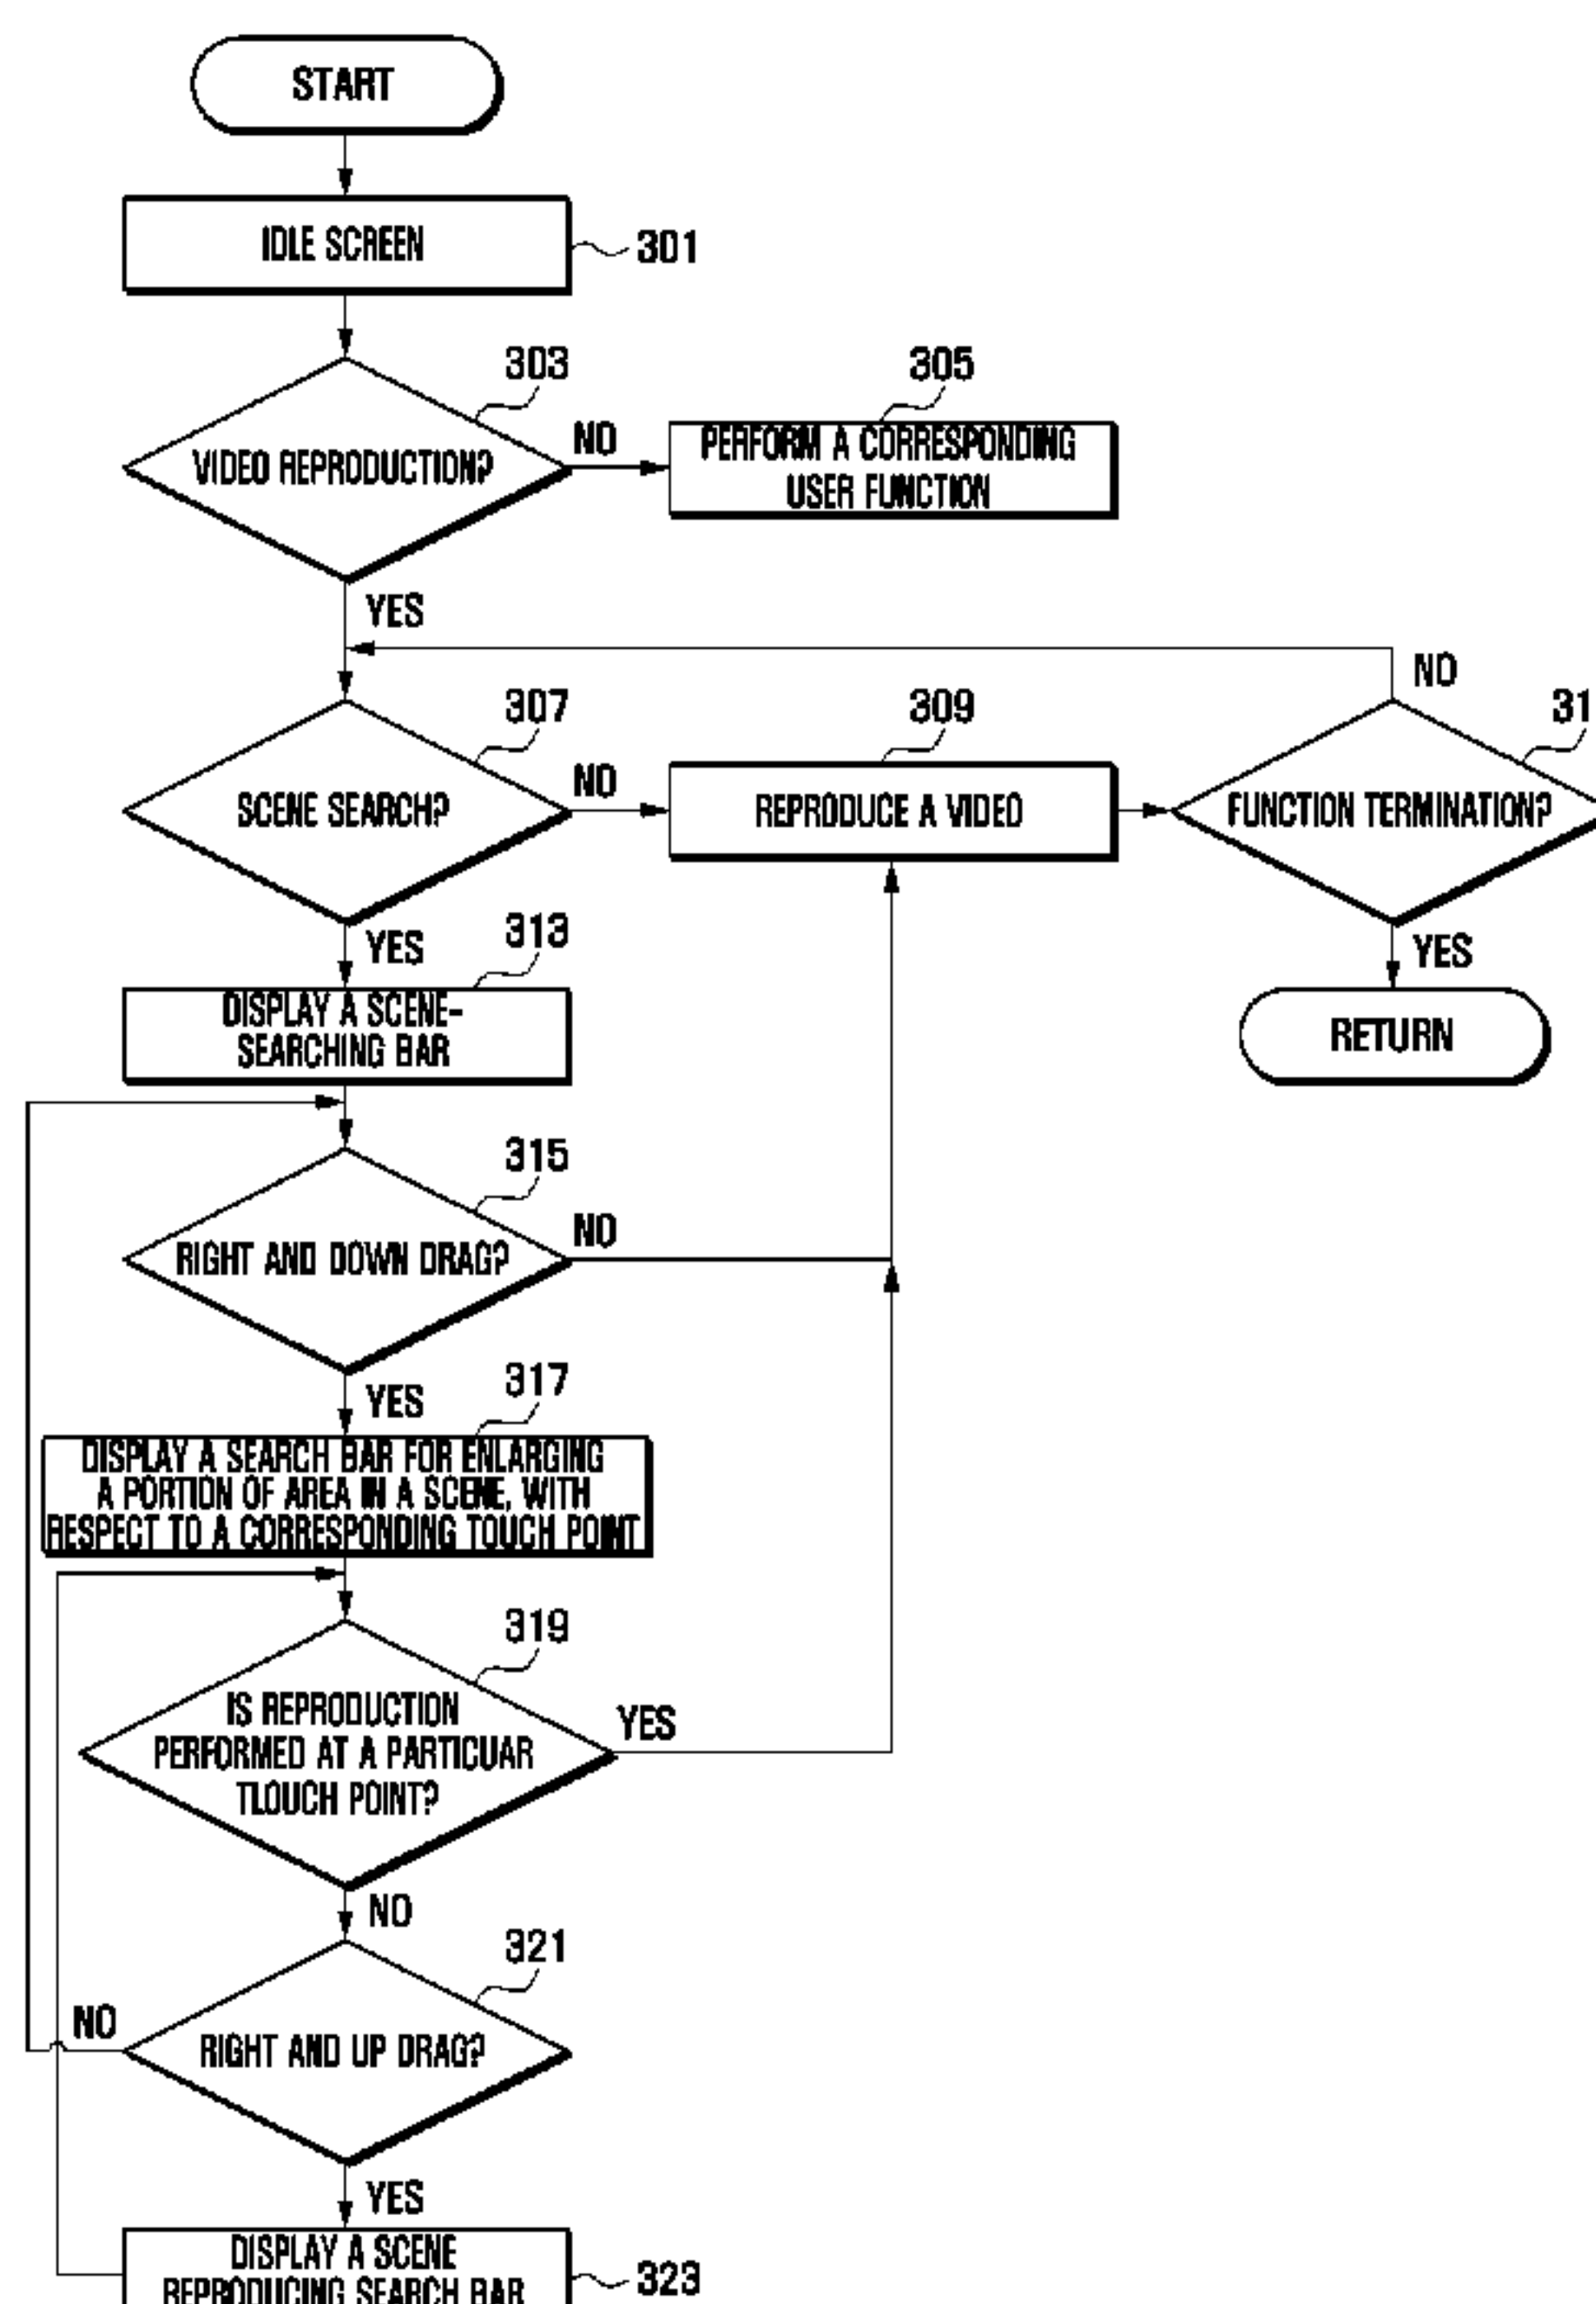 START
IDLE SCREEN
301
303
305
VIDEO REPRODUCTION?
NO
PERFORM A CORRESPONDING
USER FUNCTION
YES
NO
307
309
31
SCENE SEARCH?
NO
REPRODUCE A VIDEO
FUNCTION TERMINATION?
YES
313
YES
DISPLAY A SCENE-
SEARCHING BAR
RETURN
315
RIGHT AND DOWN DRAG?
NO
YES
317
DISPLAY A SEARCH BAR FOR ENLARGING
A PORTION OF AREA IN A SCENE, WITH
RESPECT TO A CORRESPONDING TOUCH POINT
319
IS REPRODUCTION
PERFORMED AT A PARTICUAR
TLOUCH POINT?
YES
NO
321
NO
RIGHT AND UP DRAG?
YES
DISPLAY A SCENE
REPRODUCING SEARCH BAR
323